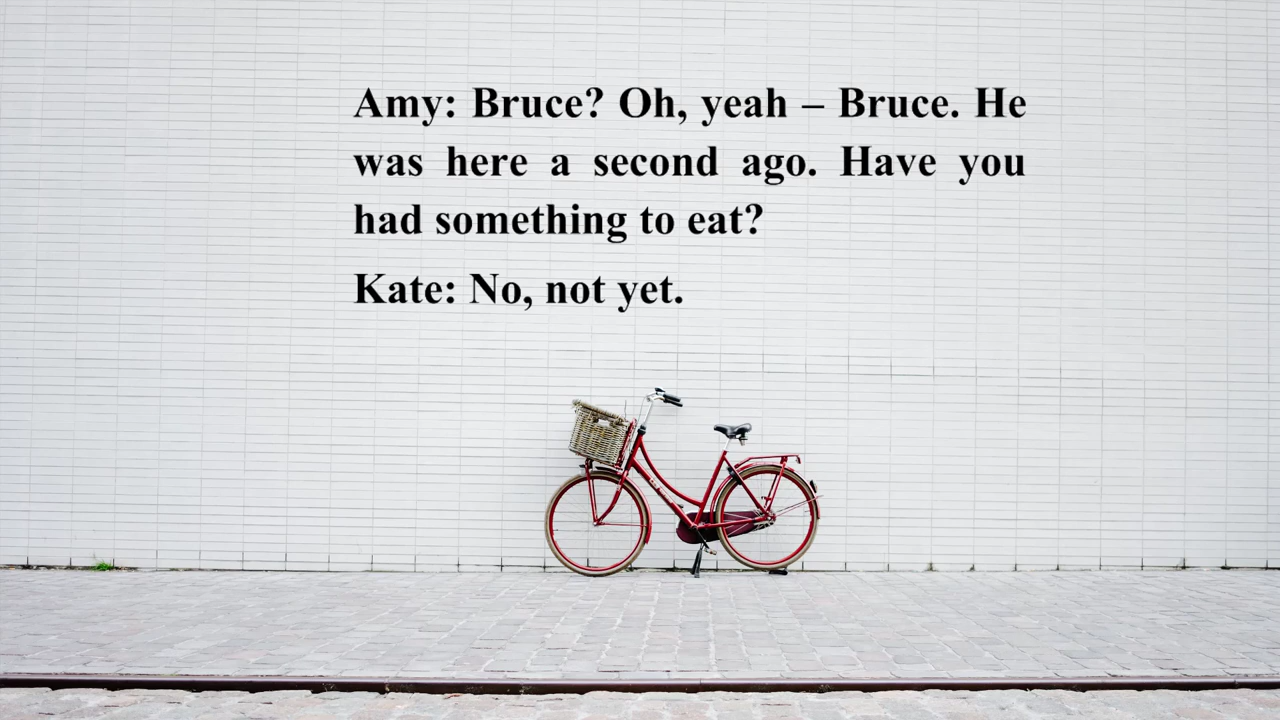 Amy: Bruce? Oh, yeah – Bruce. He
was here a second ago. Have you
had something to eat?
Kate: No, not yet.